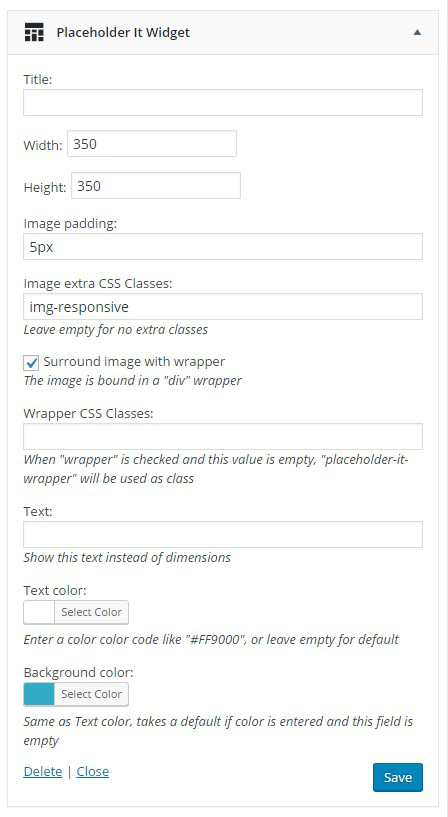 Placeholder It Widget
Title:
Width: 350
Height: 350
Image padding:
5px
Image extra CSS Classes:
img-responsive
Leave empty for no extra classes
Surround image with wrapper
The image is bound in a "div" wrapper
Wrapper CSS Classes:
When "wrapper" is checked and this value is empty, "placeholder-it-
wrapper" will be used as class
Text:
Show this text instead of dimensions
Text color:
Select Color
Enter a color color code like "#FF9000", or leave empty for default
Background color:
Select Color
Same as Text color, takes a default if color is entered and this field is
empty
Delete | Close
Save